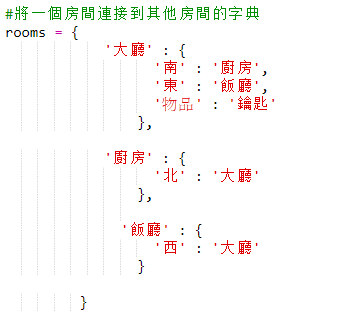 #將一個房間連接到其他房間的字典
rooms = {
'大廳' : {
'南' : '廚房',
'東' : '飯廳',
'物品' : '鑰匙'
},
'廚房' : {
'北' : '大廳'
},
'飯廳' : {
'西' : '大廳'
}
}